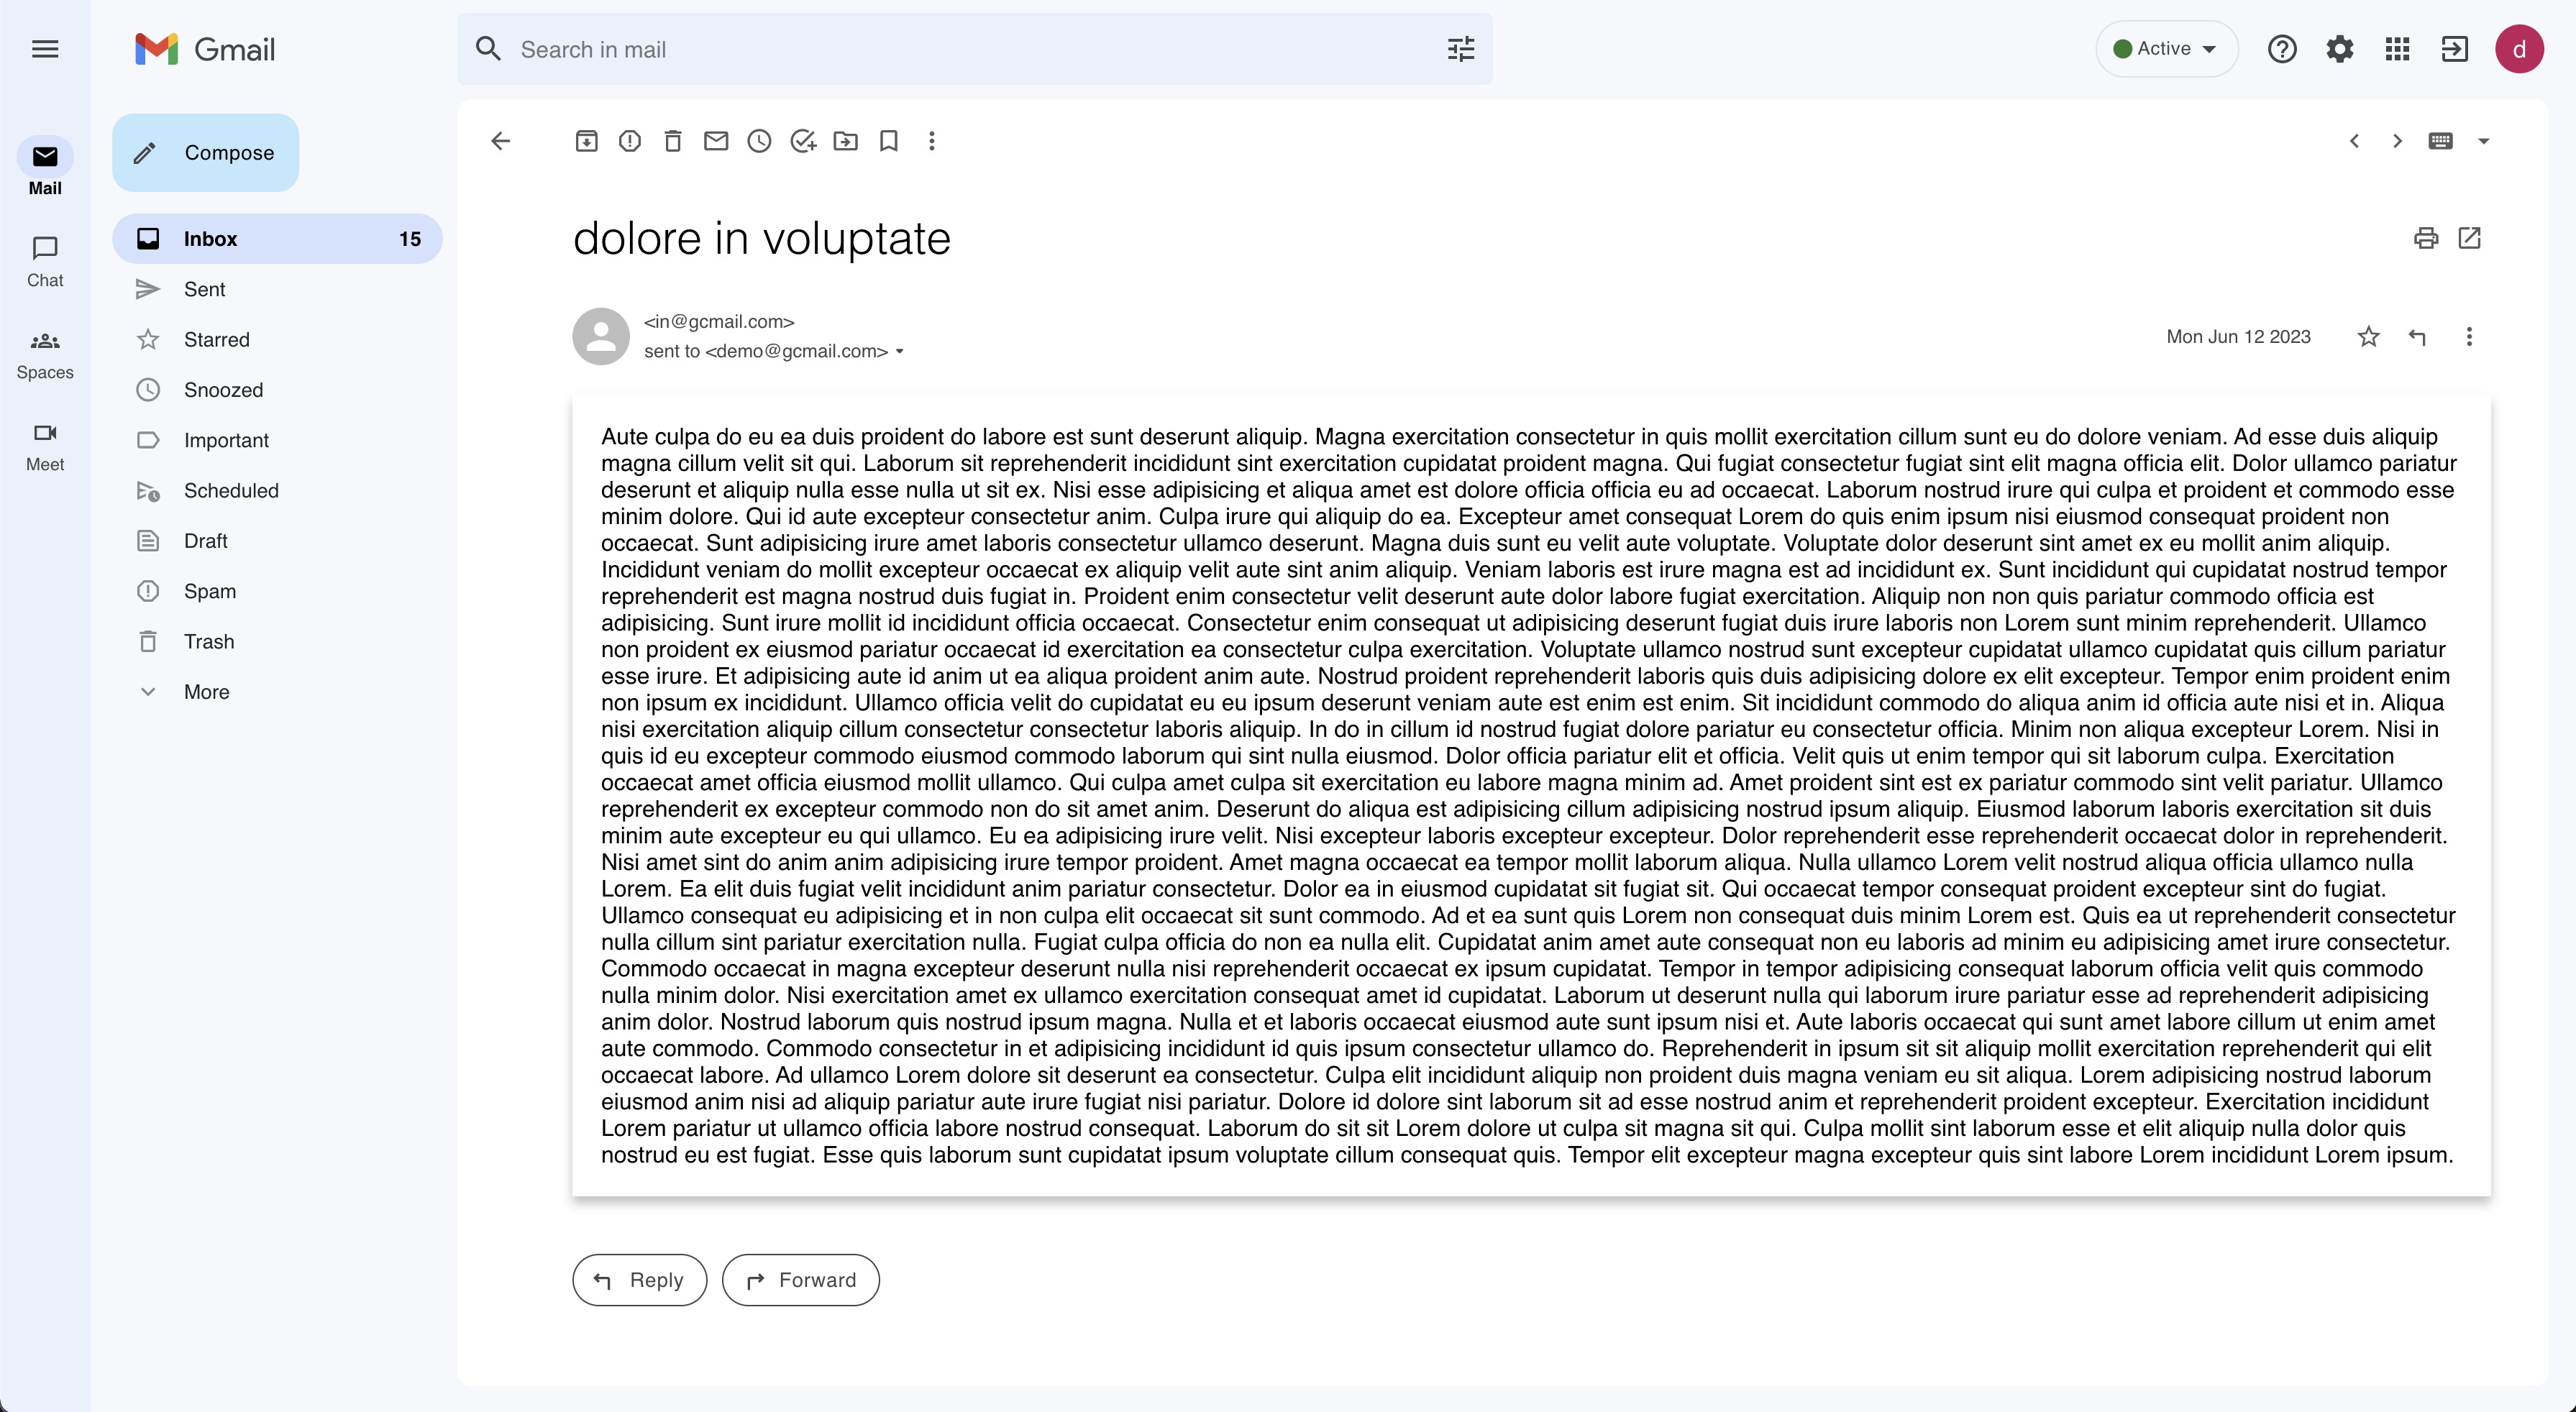 Gmail
Search in mail
Active
d
Mail
Chat
Spaces
Meet
Compose
Inbox 15
Sent
Starred
Snoozed
Important
Scheduled
Draft
Spam
Trash
More
dolore in voluptate
<in@gcmail.com>
sent to <demo@gcmail.com>
Mon Jun 12 2023
Aute culpa do eu ea duis proident do labore est sunt deserunt aliquip. Magna exercitation consectetur in quis mollit exercitation cillum sunt eu do dolore veniam. Ad esse duis aliquip
magna cillum velit sit qui. Laborum sit reprehenderit incididunt sint exercitation cupidatat proident magna. Qui fugiat consectetur fugiat sint elit magna officia elit. Dolor ullamco pariatur
deserunt et aliquip nulla esse nulla ut sit ex. Nisi esse adipisicing et aliqua amet est dolore officia officia eu ad occaecat. Laborum nostrud irure qui culpa et proident et commodo esse
minim dolore. Qui id aute excepteur consectetur anim. Culpa irure qui aliquip do ea. Excepteur amet consequat Lorem do quis enim ipsum nisi eiusmod consequat proident non
occaecat. Sunt adipisicing irure amet laboris consectetur ullamco deserunt. Magna duis sunt eu velit aute voluptate. Voluptate dolor deserunt sint amet ex eu mollit anim aliquip.
Incididunt veniam do mollit excepteur occaecat ex aliquip velit aute sint anim aliquip. Veniam laboris est irure magna est ad incididunt ex. Sunt incididunt qui cupidatat nostrud tempor
reprehenderit est magna nostrud duis fugiat in. Proident enim consectetur velit deserunt aute dolor labore fugiat exercitation. Aliquip non non quis pariatur commodo officia est
adipisicing. Sunt irure mollit id incididunt officia occaecat. Consectetur enim consequat ut adipisicing deserunt fugiat duis irure laboris non Lorem sunt minim reprehenderit. Ullamco
non proident ex eiusmod pariatur occaecat id exercitation ea consectetur culpa exercitation. Voluptate ullamco nostrud sunt excepteur cupidatat ullamco cupidatat quis cillum pariatur
esse irure. Et adipisicing aute id anim ut ea aliqua proident anim aute. Nostrud proident reprehenderit laboris quis duis adipisicing dolore ex elit excepteur. Tempor enim proident enim
non ipsum ex incididunt. Ullamco officia velit do cupidatat eu eu ipsum deserunt veniam aute est enim est enim. Sit incididunt commodo do aliqua anim id officia aute nisi et in. Aliqua
nisi exercitation aliquip cillum consectetur consectetur laboris aliquip. In do in cillum id nostrud fugiat dolore pariatur eu consectetur officia. Minim non aliqua excepteur Lorem. Nisi in
quis id eu excepteur commodo eiusmod commodo laborum qui sint nulla eiusmod. Dolor officia pariatur elit et officia. Velit quis ut enim tempor qui sit laborum culpa. Exercitation
occaecat amet officia eiusmod mollit ullamco. Qui culpa amet culpa sit exercitation eu labore magna minim ad. Amet proident sint est ex pariatur commodo sint velit pariatur. Ullamco
reprehenderit ex excepteur commodo non do sit amet anim. Deserunt do aliqua est adipisicing cillum adipisicing nostrud ipsum aliquip. Eiusmod laborum laboris exercitation sit duis
minim aute excepteur eu qui ullamco. Eu ea adipisicing irure velit. Nisi excepteur laboris excepteur excepteur. Dolor reprehenderit esse reprehenderit occaecat dolor in reprehenderit.
Nisi amet sint do anim anim adipisicing irure tempor proident. Amet magna occaecat ea tempor mollit laborum aliqua. Nulla ullamco Lorem velit nostrud aliqua officia ullamco nulla
Lorem. Ea elit duis fugiat velit incididunt anim pariatur consectetur. Dolor ea in eiusmod cupidatat sit fugiat sit. Qui occaecat tempor consequat proident excepteur sint do fugiat.
Ullamco consequat eu adipisicing et in non culpa elit occaecat sit sunt commodo. Ad et ea sunt quis Lorem non consequat duis minim Lorem est. Quis ea ut reprehenderit consectetur
nulla cillum sint pariatur exercitation nulla. Fugiat culpa officia do non ea nulla elit. Cupidatat anim amet aute consequat non eu laboris ad minim eu adipisicing amet irure consectetur.
Commodo occaecat in magna excepteur deserunt nulla nisi reprehenderit occaecat ex ipsum cupidatat. Tempor in tempor adipisicing consequat laborum officia velit quis commodo
nulla minim dolor. Nisi exercitation amet ex ullamco exercitation consequat amet id cupidatat. Laborum ut deserunt nulla qui laborum irure pariatur esse ad reprehenderit adipisicing
anim dolor. Nostrud laborum quis nostrud ipsum magna. Nulla et et laboris occaecat eiusmod aute sunt ipsum nisi et. Aute laboris occaecat qui sunt amet labore cillum ut enim amet
aute commodo. Commodo consectetur in et adipisicing incididunt id quis ipsum consectetur ullamco do. Reprehenderit in ipsum sit sit aliquip mollit exercitation reprehenderit qui elit
occaecat labore. Ad ullamco Lorem dolore sit deserunt ea consectetur. Culpa elit incididunt aliquip non proident duis magna veniam eu sit aliqua. Lorem adipisicing nostrud laborum
eiusmod anim nisi ad aliquip pariatur aute irure fugiat nisi pariatur. Dolore id dolore sint laborum sit ad esse nostrud anim et reprehenderit proident excepteur. Exercitation incididunt
Lorem pariatur ut ullamco officia labore nostrud consequat. Laborum do sit sit Lorem dolore ut culpa sit magna sit qui. Culpa mollit sint laborum esse et elit aliquip nulla dolor quis
nostrud eu est fugiat. Esse quis laborum sunt cupidatat ipsum voluptate cillum consequat quis. Tempor elit excepteur magna excepteur quis sint labore Lorem incididunt Lorem ipsum.
Reply
Forward